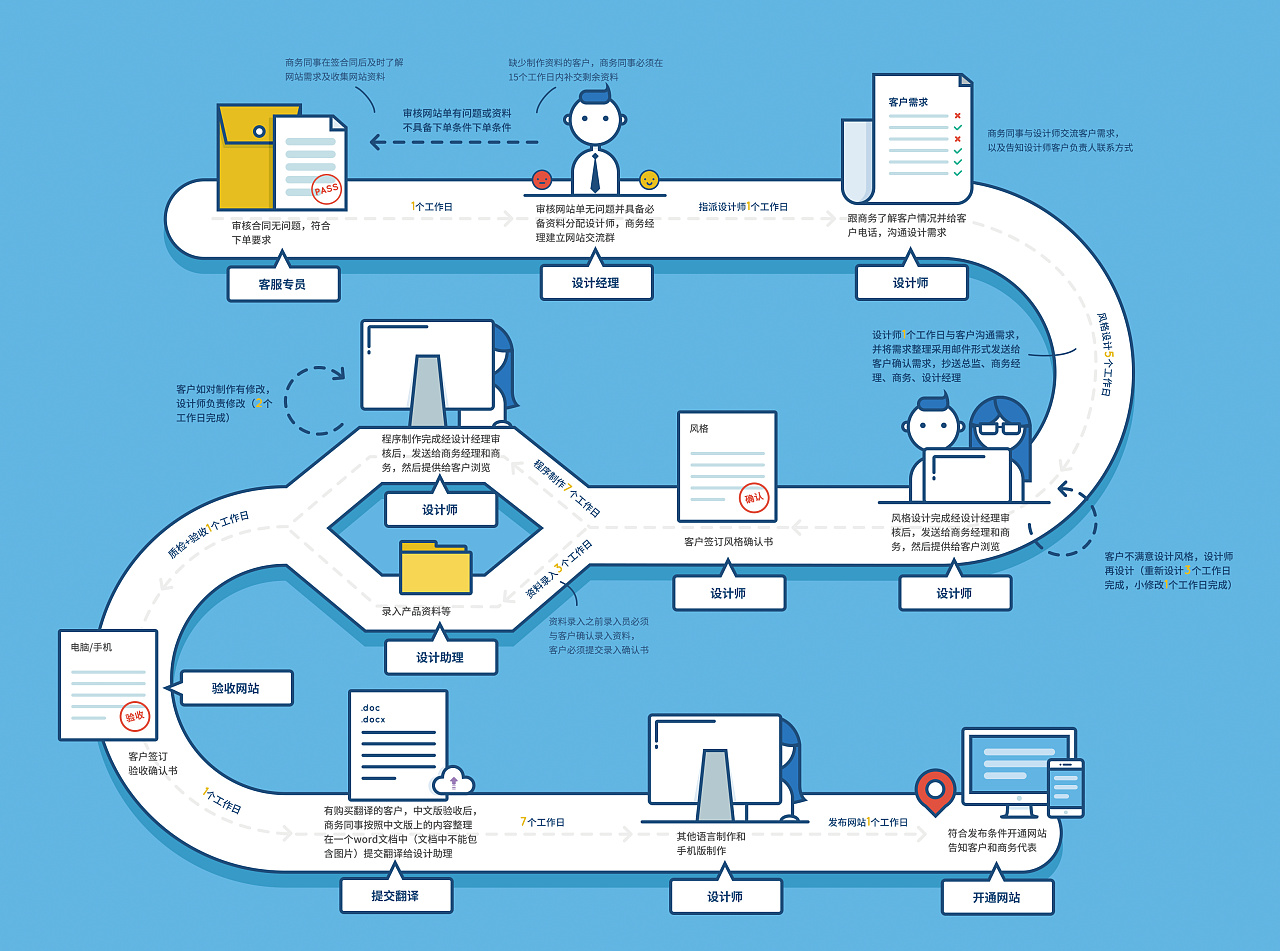 商务同事在签合同后及时了解
网站需求及收集网站资料
缺少制作资料的客户，商务同事必须在
15个工作日内补交剩余资料
审核网站单有问题或资料
不具备下单条件下单条件
客户需求
商务同事与设计师交流客户需求，
以及告知设计师客户负责人联系方式
PASS
1个工作日
指派设计师1个工作日
审核合同无问题，符合
下单要求
审核网站单无问题并具备必
备资料分配设计师，商务经
理建立网站交流群
跟商务了解客户情况并给客
户电话，沟通设计需求
客服专员
设计经理
设计师
风格设计5个工作日
设计师1个工作日与客户沟通需求，
并将需求整理采用邮件形式发送给
客户确认需求，抄送总监、商务经
理、商务、设计经理
客户如对制作有修改，
设计师负责修改（2个
工作日完成）
风格
确认
程序制作完成经设计经理审
核后，发送给商务经理和商
务，然后提供给客户浏览
设计师
程序制作7个工作日
风格设计完成经设计经理审
核后，发送给商务经理和商
务，然后提供给客户浏览
客户签订风格确认书
设计师
设计师
客户不满意设计风格，设计师
再设计（重新设计3个工作日
完成，小修改1个工作日完成）
质检+验收1个工作日
资料录入3个工作日
录入产品资料等
设计助理
资料录入之前录入员必须
与客户确认录入资料，
客户必须提交录入确认书
电脑/手机
验收
验收网站
客户签订
验收确认书
1个工作日
.doc
.docx
有购买翻译的客户，中文版验收后，
商务同事按照中文版上的内容整理
在一个word文档中（文档中不能包
含图片）提交翻译给设计助理
提交翻译
7个工作日
其他语言制作和
手机版制作
设计师
发布网站1个工作日
符合发布条件开通网站
告知客户和商务代表
开通网站